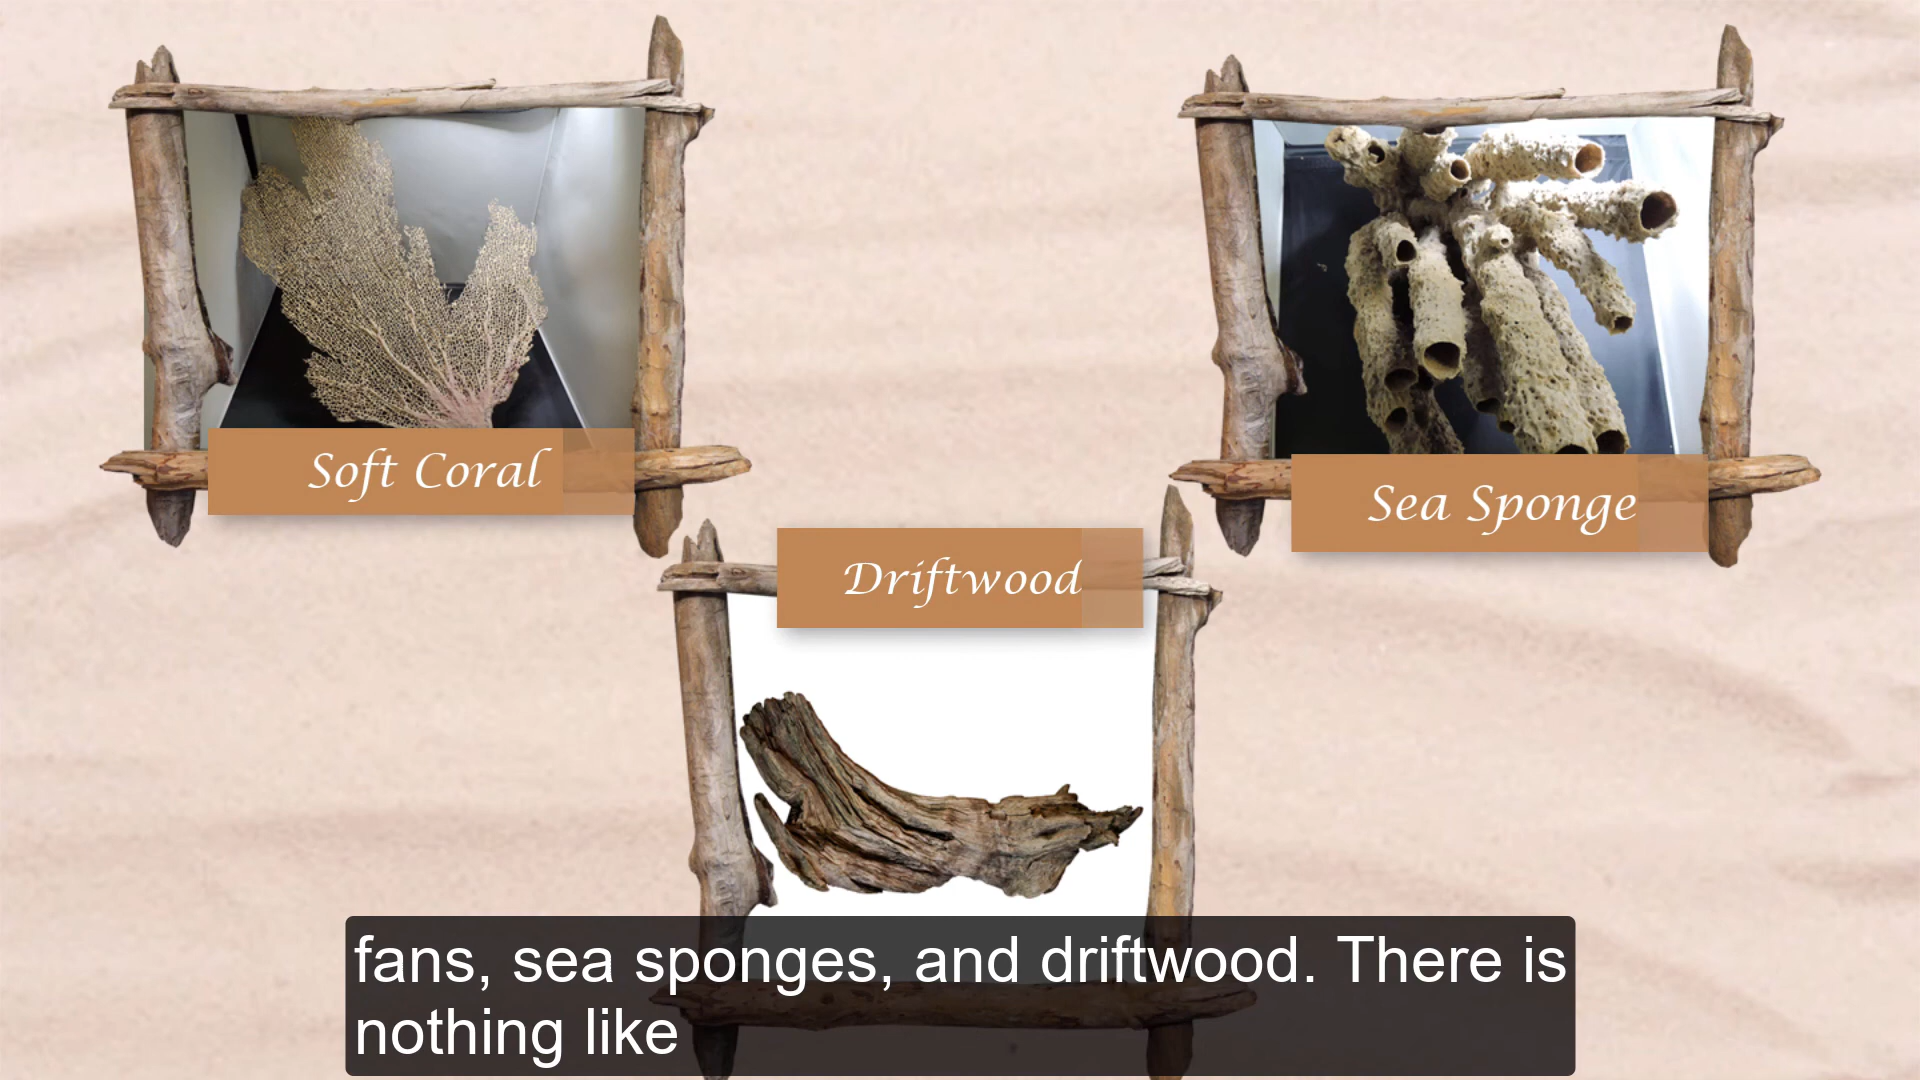 Soft Coral
Sea Sponge
Driftwood
fans, sea sponges, and driftwood. There is
nothing like